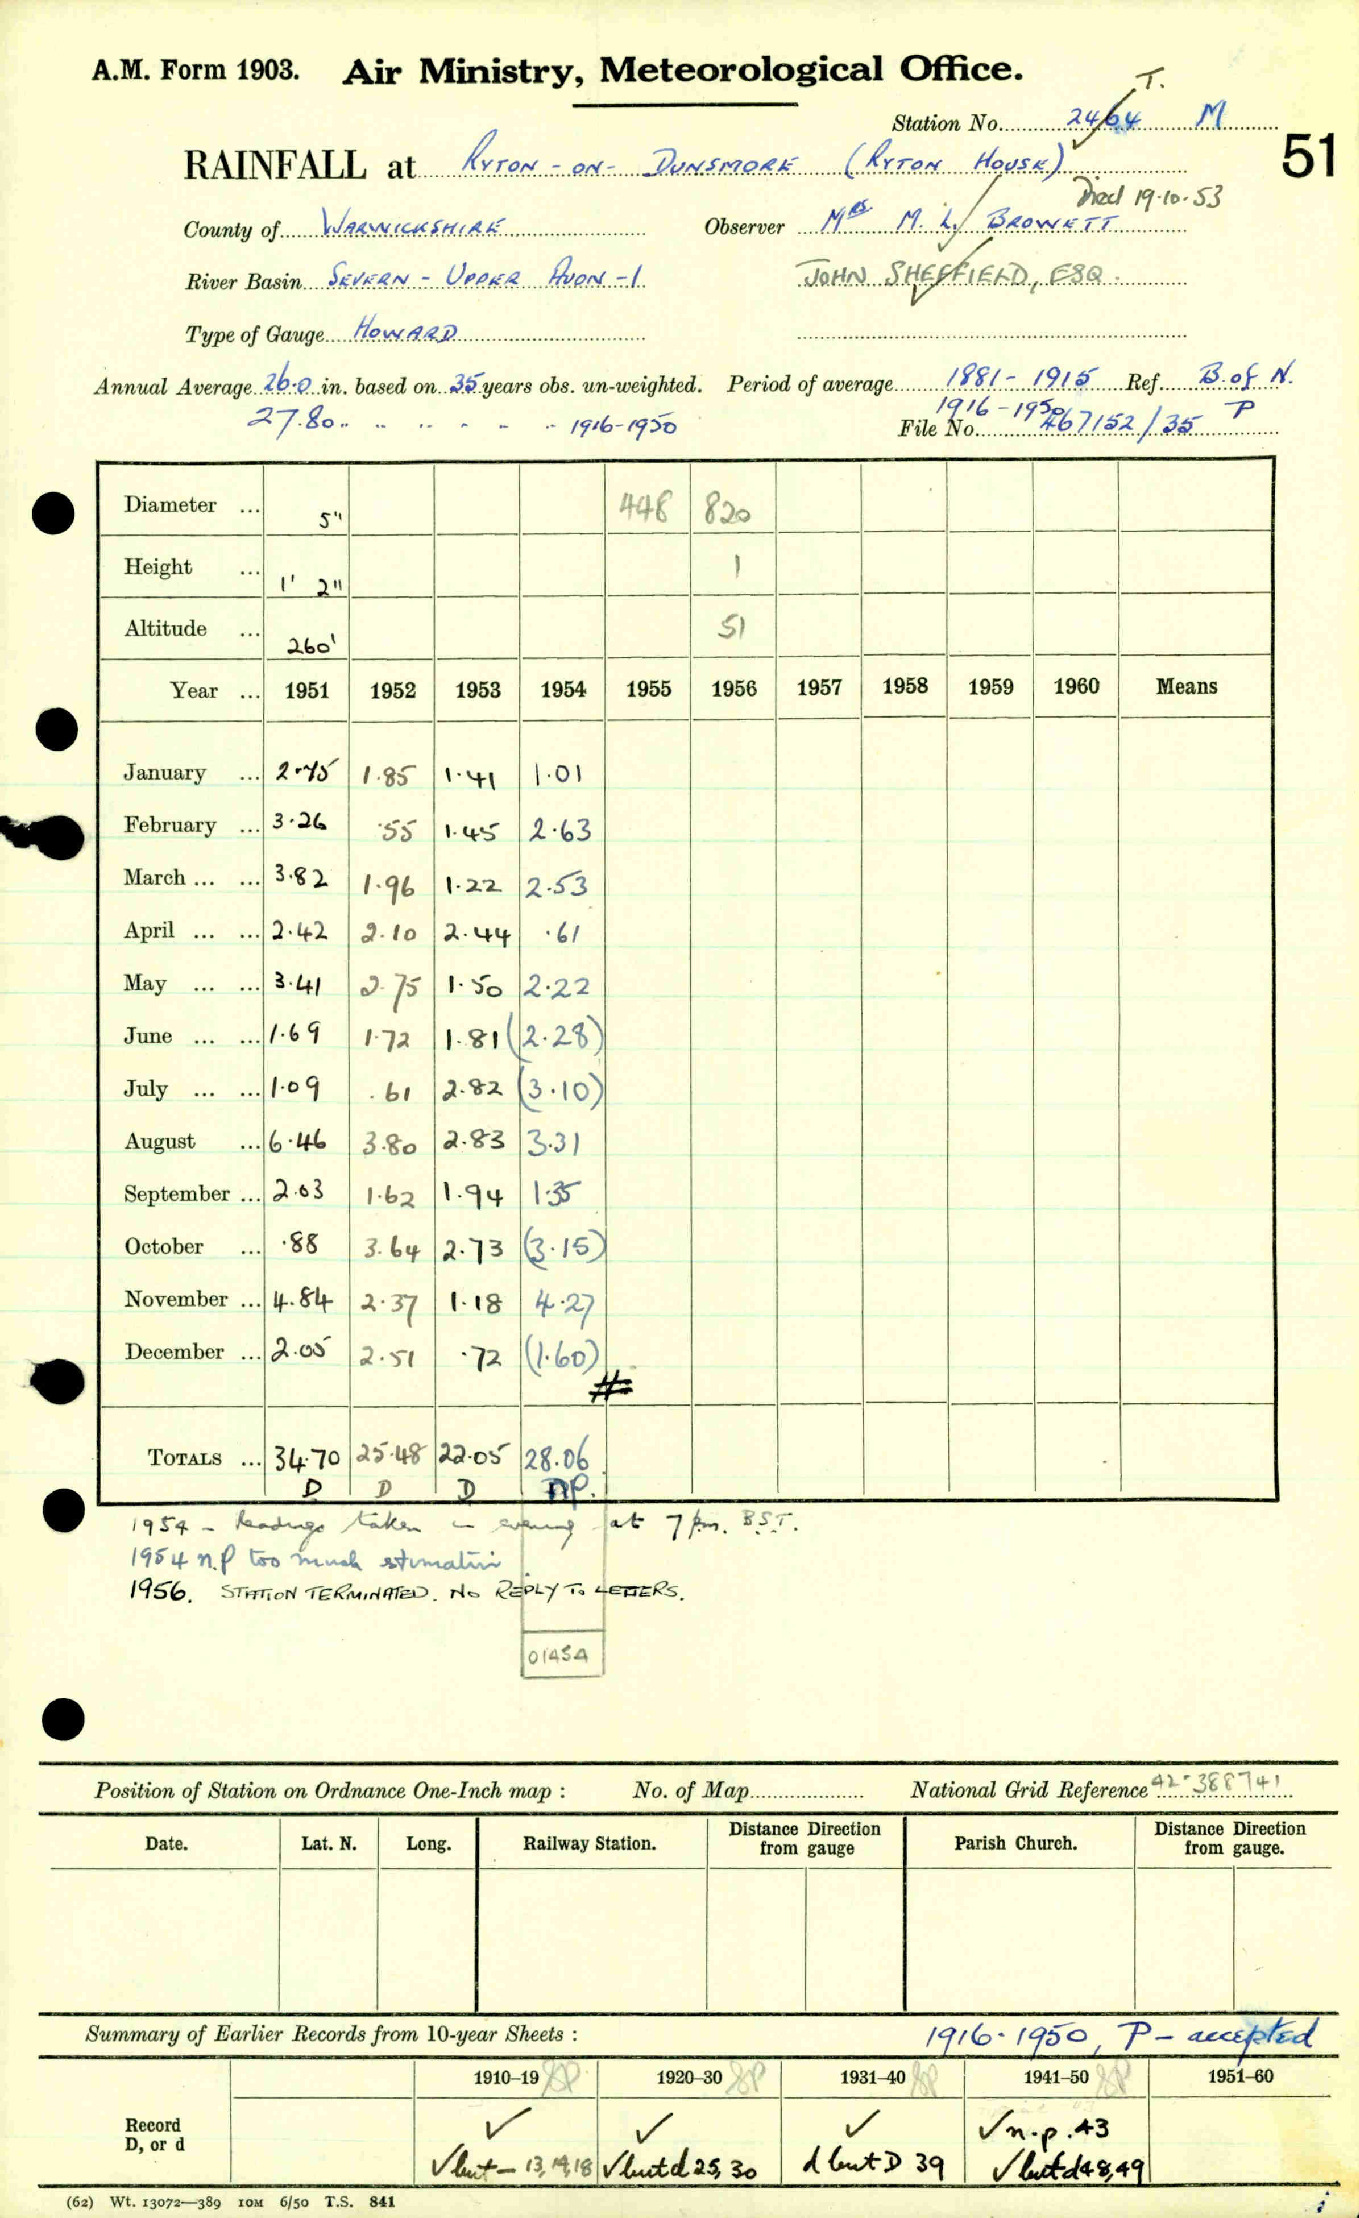 A.M. Form 1903. Air Ministry, Meteorological Office.
T.
Station No. 2464 M
RAINFALL at RYTON-ON-DUNSMORE (RYTON HOUSE)
51
Died 19.10.53
County of WARWICKSHIRE Observer Mrs M. L. BROWETT
River Basin SEVERN - UPPER AVON - 1 JOHN SHEFFIELD, ESQ.
Type of Gauge HOWARD
Annual Average 26.0 in. based on 35 years obs. un-weighted. Period of average 1881 - 1915 Ref. B. of N.
27.80 .. .. .. .. .. 1916-1950 1916-1950 P
File No. 467152/35
Diameter ... 5" 448 820
Height ... 1' 2" 1
Altitude ... 260' 51
Year ... 1951 1952 1953 1954 1955 1956 1957 1958 1959 1960 Means
January ... 2.75 1.85 1.41 1.01
February ... 3.26 .55 1.45 2.63
March ... ... 3.82 1.96 1.22 2.53
April ... ... 2.42 2.10 2.44 .61
May ... ... 3.41 2.75 1.50 2.22
June ... ... 1.69 1.72 1.81 (2.28)
July ... ... 1.09 .61 2.82 (3.10)
August ... 6.46 3.80 2.83 3.31
September ... 2.03 1.62 1.94 1.35
October ... .88 3.64 2.73 (3.15)
November ... 4.84 2.37 1.18 4.27
December ... 2.05 2.51 .72 (1.60)
#
TOTALS ... 34.70 25.48 22.05 28.06
D D D NP.
1954 - Readings taken in evening at 7 pm. B.S.T.
1954 n.p too much estimation
1956. STATION TERMINATED. NO REPLY TO LETTERS.
0145A
Position of Station on Ordnance One-Inch map : No. of Map National Grid Reference 42-388741
Date. Lat. N. Long. Railway Station. Distance Direction from gauge Parish Church. Distance Direction from gauge.
Summary of Earlier Records from 10-year Sheets : 1916-1950, P - accepted
1910–19 1920–30 1931–40 1941–50 1951–60
Record D, or d
✓ ✓ ✓ ✓ n.p. 43
✓ but – 13,14,18 ✓ but d 25, 30 d but D 39 ✓ but d 48, 49
(62) Wt. 13072—389 10M 6/50 T.S. 841